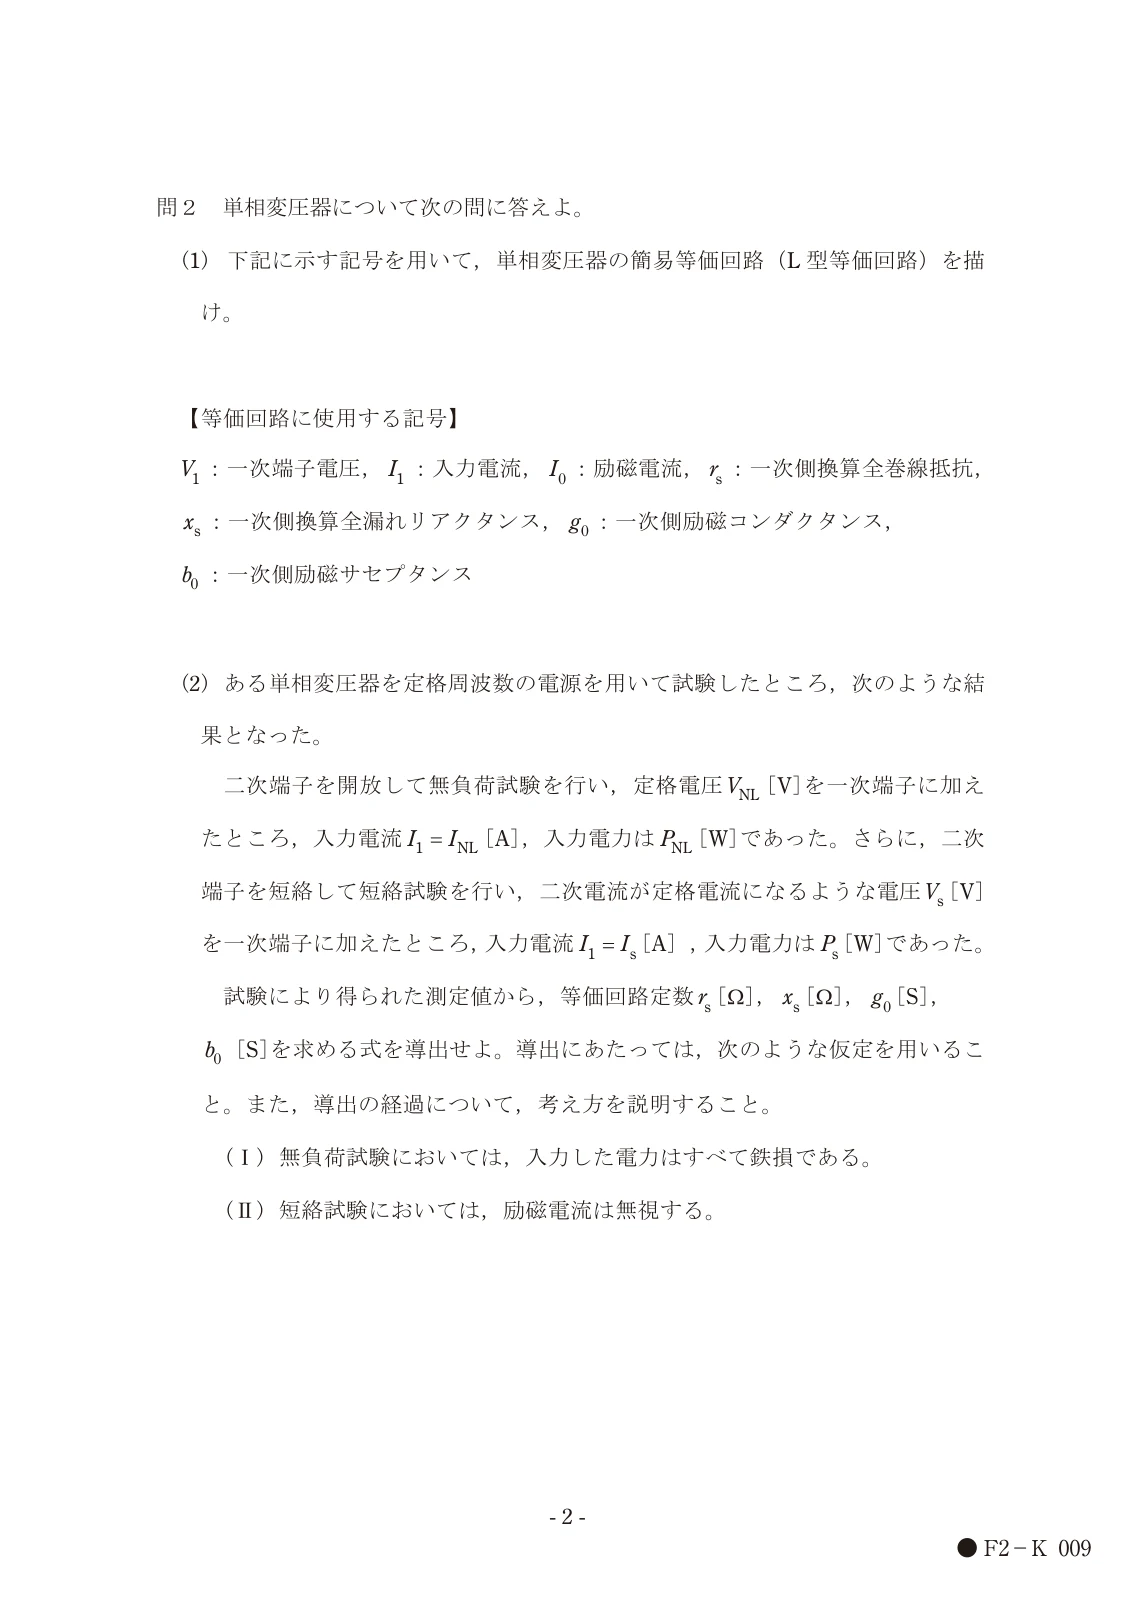 問２　単相変圧器について次の問に答えよ。
(1)　下記に示す記号を用いて，単相変圧器の簡易等価回路（L 型等価回路）を描
け。
【等価回路に使用する記号】
V₁：一次端子電圧， I₁：入力電流， I₀：励磁電流， rₛ：一次側換算全巻線抵抗，
xₛ：一次側換算全漏れリアクタンス， g₀：一次側励磁コンダクタンス，
b₀：一次側励磁サセプタンス
(2)　ある単相変圧器を定格周波数の電源を用いて試験したところ，次のような結
果となった。
二次端子を開放して無負荷試験を行い，定格電圧 V_NL [V]を一次端子に加え
たところ，入力電流 I₁ = I_NL [A]，入力電力は P_NL [W]であった。さらに，二次
端子を短絡して短絡試験を行い，二次電流が定格電流になるような電圧 Vₛ [V]
を一次端子に加えたところ，入力電流 I₁ = Iₛ [A]，入力電力は Pₛ [W]であった。
試験により得られた測定値から，等価回路定数 rₛ [Ω]， xₛ [Ω]， g₀ [S]，
b₀ [S]を求める式を導出せよ。導出にあたっては，次のような仮定を用いるこ
と。また，導出の経過について，考え方を説明すること。
（Ⅰ）無負荷試験においては，入力した電力はすべて鉄損である。
（Ⅱ）短絡試験においては，励磁電流は無視する。
- 2 -
●F2－K 009